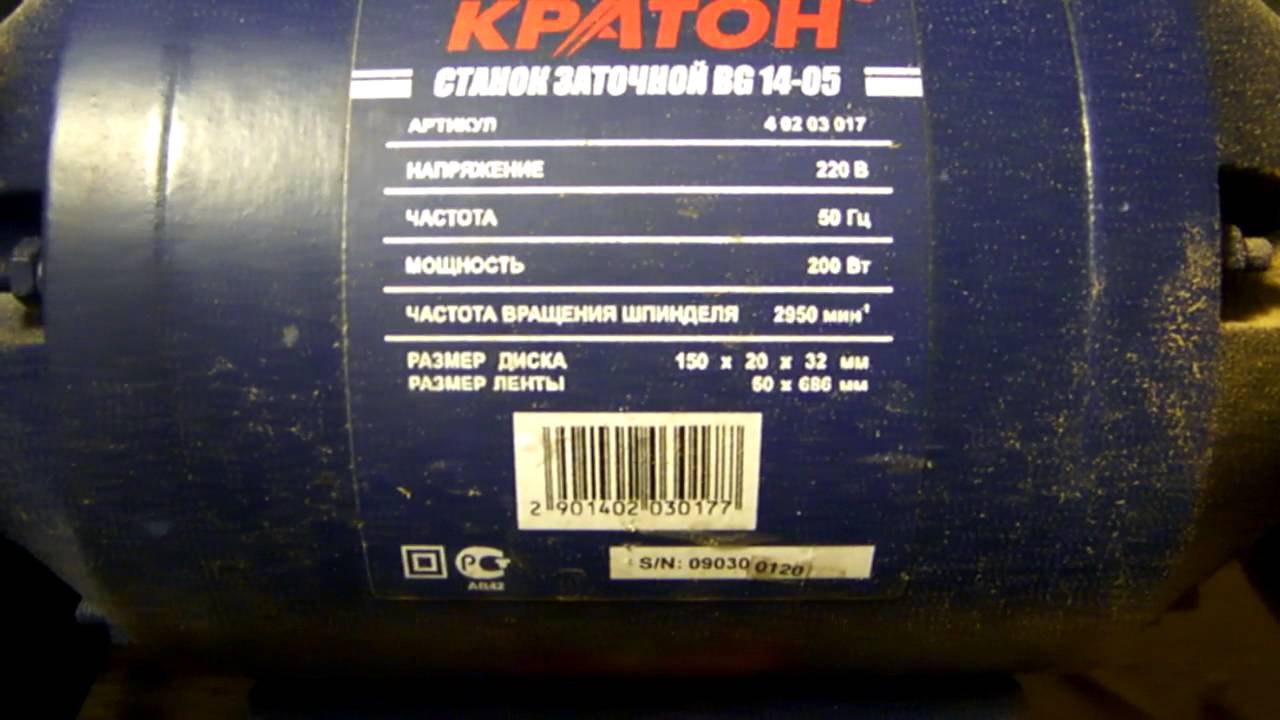 КРАТОН
СТАНОК ЗАТОЧНОЙ BG 14-05
АРТИКУЛ 4 02 03 017
НАПРЯЖЕНИЕ 220 В
ЧАСТОТА 50 Гц
МОЩНОСТЬ 200 Вт
ЧАСТОТА ВРАЩЕНИЯ ШПИНДЕЛЯ 2950 мин⁻¹
РАЗМЕР ДИСКА 150 x 20 x 32 мм
РАЗМЕР ЛЕНТЫ 50 x 686 мм
2 901402 030177
РС
АВ42
S/N: 09030 0120